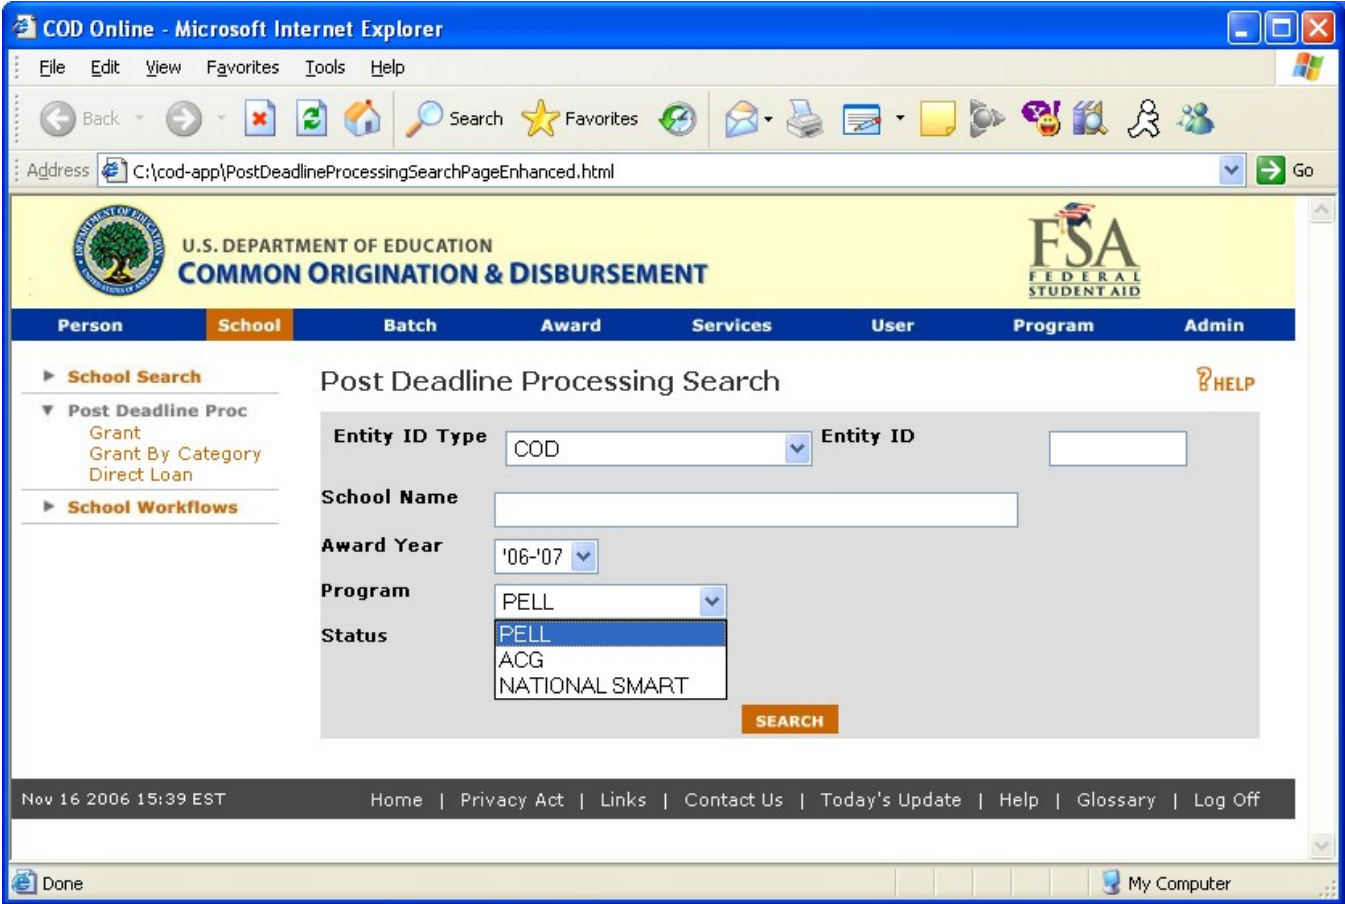 COD Online - Microsoft Internet Explorer
File Edit View Favorites Tools Help
Back Search Favorites
Address C:\cod-app\PostDeadlineProcessingSearchPageEnhanced.html Go
U.S. DEPARTMENT OF EDUCATION
COMMON ORIGINATION & DISBURSEMENT
FSA
FEDERAL
STUDENT AID
Person School Batch Award Services User Program Admin
School Search
Post Deadline Proc
Grant
Grant By Category
Direct Loan
School Workflows
Post Deadline Processing Search
? HELP
Entity ID Type COD Entity ID
School Name
Award Year '06-'07
Program PELL
Status PELL
ACG
NATIONAL SMART
SEARCH
Nov 16 2006 15:39 EST Home | Privacy Act | Links | Contact Us | Today's Update | Help | Glossary | Log Off
Done My Computer